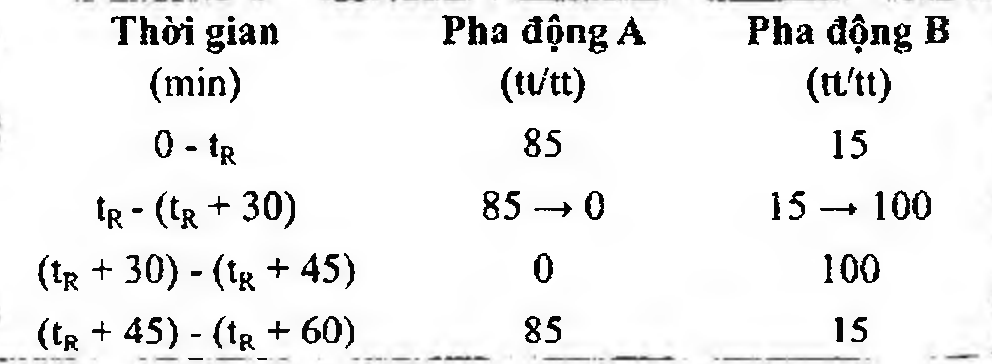 Thời gian Pha động A Pha động B
(min) (tt/tt) (tt/tt)
0 - tR 85 15
tR - (tR + 30) 85 → 0 15 → 100
(tR + 30) - (tR + 45) 0 100
(tR + 45) - (tR + 60) 85 15